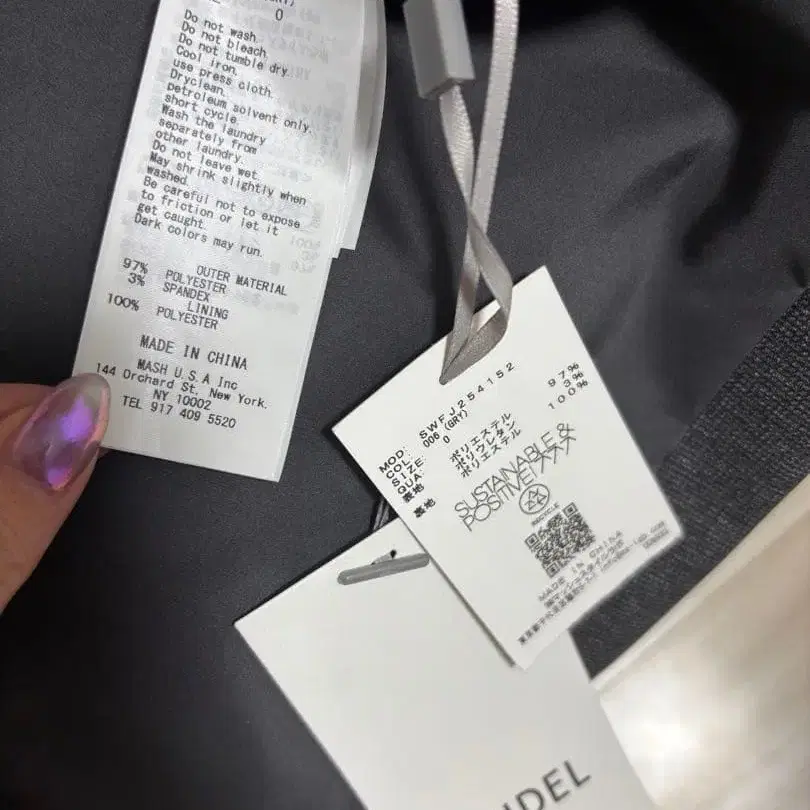 0
Do not wash.
Do not bleach.
Do not tumble dry.
Cool iron.
use press cloth.
Dryclean.
petroleum solvent only.
short cycle.
Wash the laundry
separately from
other laundry.
Do not leave wet.
May shrink slightly when
washed.
Be careful not to expose
to friction or let it
get caught.
Dark colors may run.
OUTER MATERIAL
97% POLYESTER
3% SPANDEX
LINING
100% POLYESTER
MADE IN CHINA
MASH U.S.A Inc
144 Orchard St. New York.
NY 10002
TEL 917 409 5520
MOD: SWFJ254152
COL: 006 (GRY)
SIZE 0
QUA:
表地 ポリエステル 97%
ポリウレタン 3%
裏地 ポリエステル 100%
SUSTAINABLE &
POSITIVE!
RECYCLE
MADE IN CHINA
IDEL